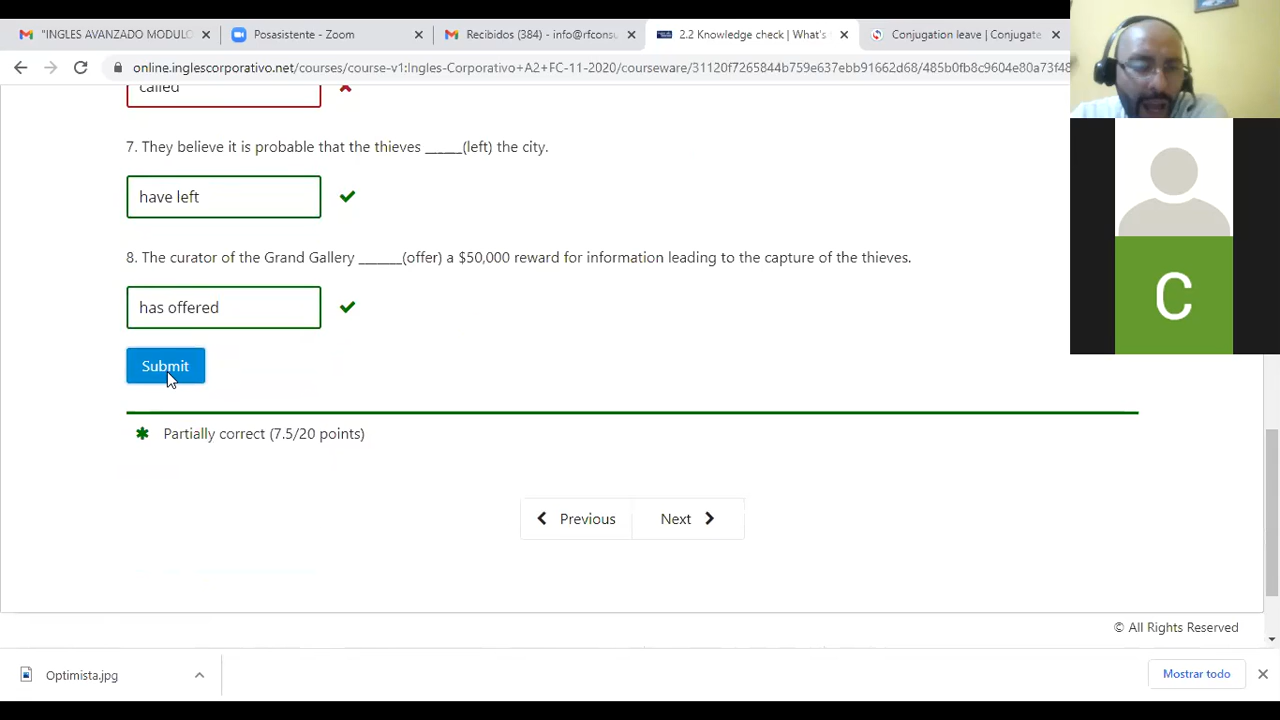 "INGLES AVANZADO MODULO
Posasistente - Zoom
Recibidos (384) - info@rfconsu
2.2 Knowledge check | What's
Conjugation leave | Conjugate
online.inglescorporativo.net/courses/course-v1:Ingles-Corporativo+A2+FC-11-2020/courseware/31120f7265844b759e637ebb91662d68/485b0fb8c9604e80a73f48
called
7. They believe it is probable that the thieves ______(left) the city.
have left
8. The curator of the Grand Gallery _______(offer) a $50,000 reward for information leading to the capture of the thieves.
has offered
C
Submit
Partially correct (7.5/20 points)
Previous
Next
© All Rights Reserved
Optimista.jpg
Mostrar todo